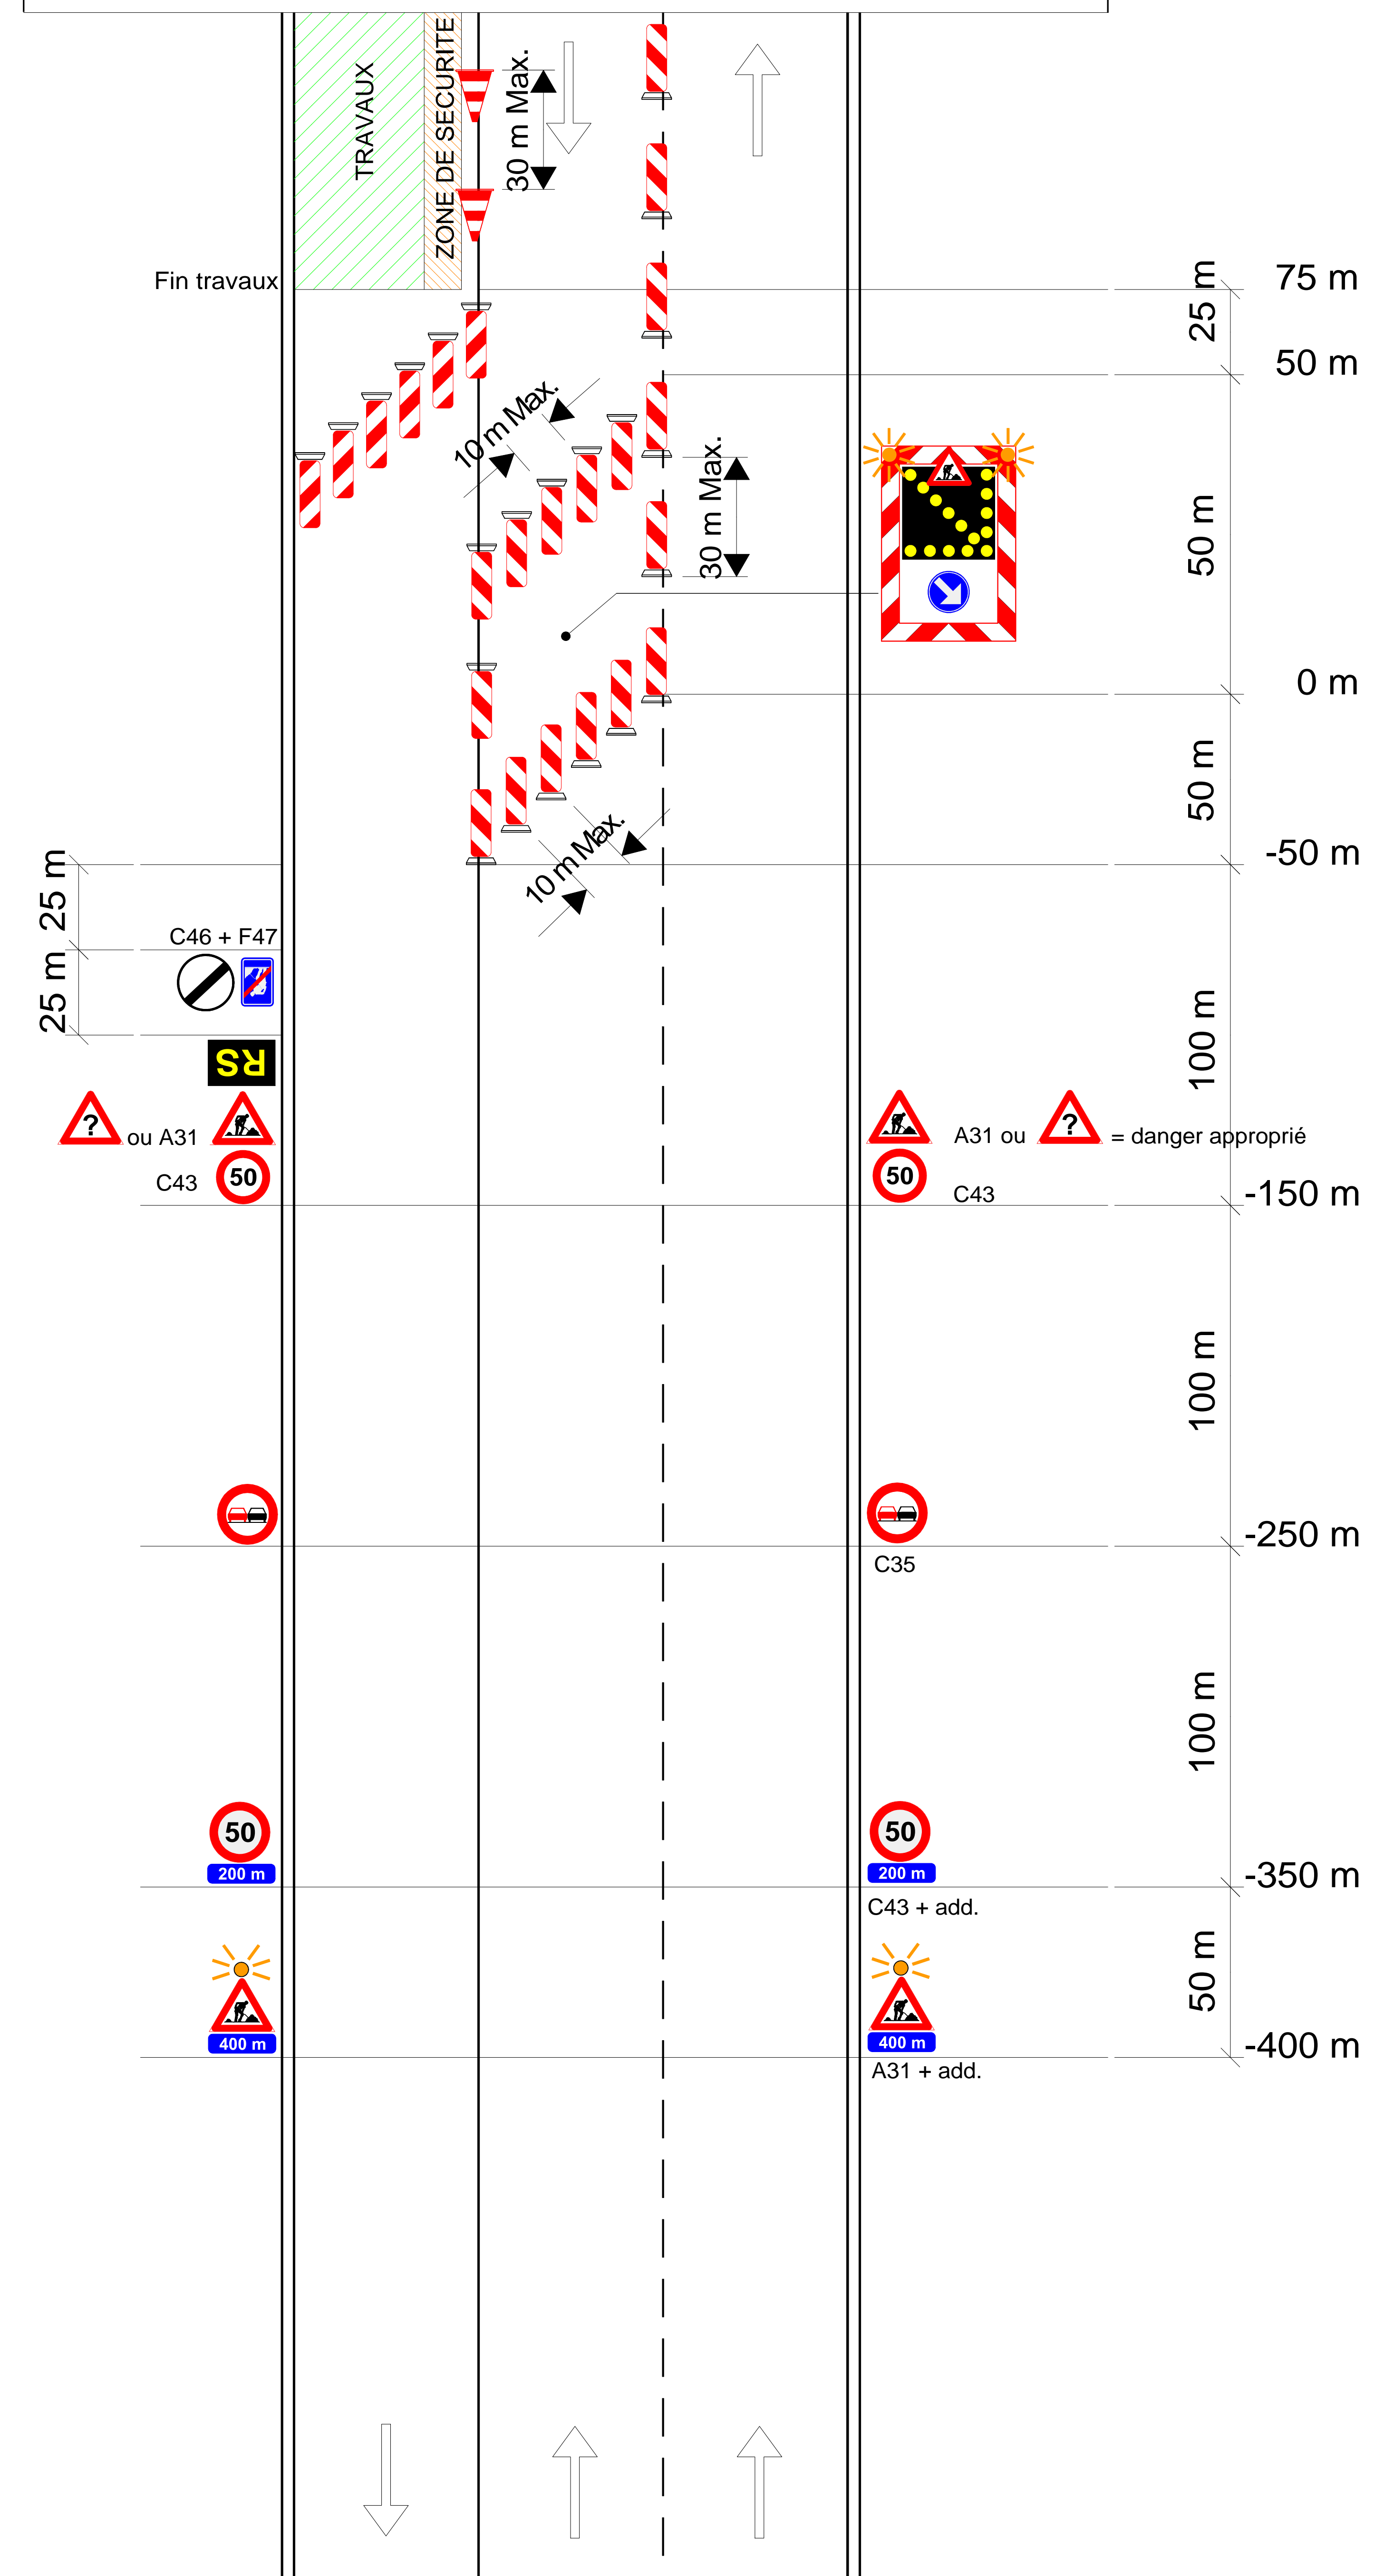 TRAVAUX
ZONE DE SECURITE
30 m Max.
Fin travaux
25 m
75 m
50 m
10 m Max.
30 m Max.
50 m
0 m
50 m
10 m Max.
-50 m
25 m
C46 + F47
25 m
100 m
RS
? ou A31
A31 ou ? = danger approprié
C43 50
50 C43
-150 m
100 m
-250 m
C35
100 m
50
200 m
50
200 m
-350 m
C43 + add.
50 m
400 m
400 m
-400 m
A31 + add.